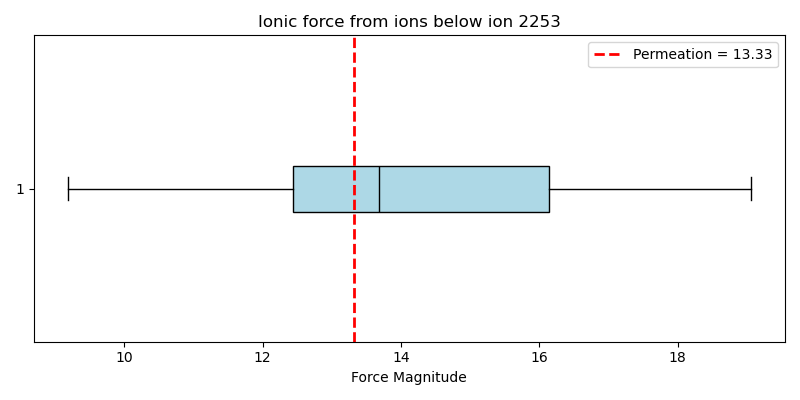 Ionic force from ions below ion 2253
Permeation = 13.33
1
10 12 14 16 18
Force Magnitude